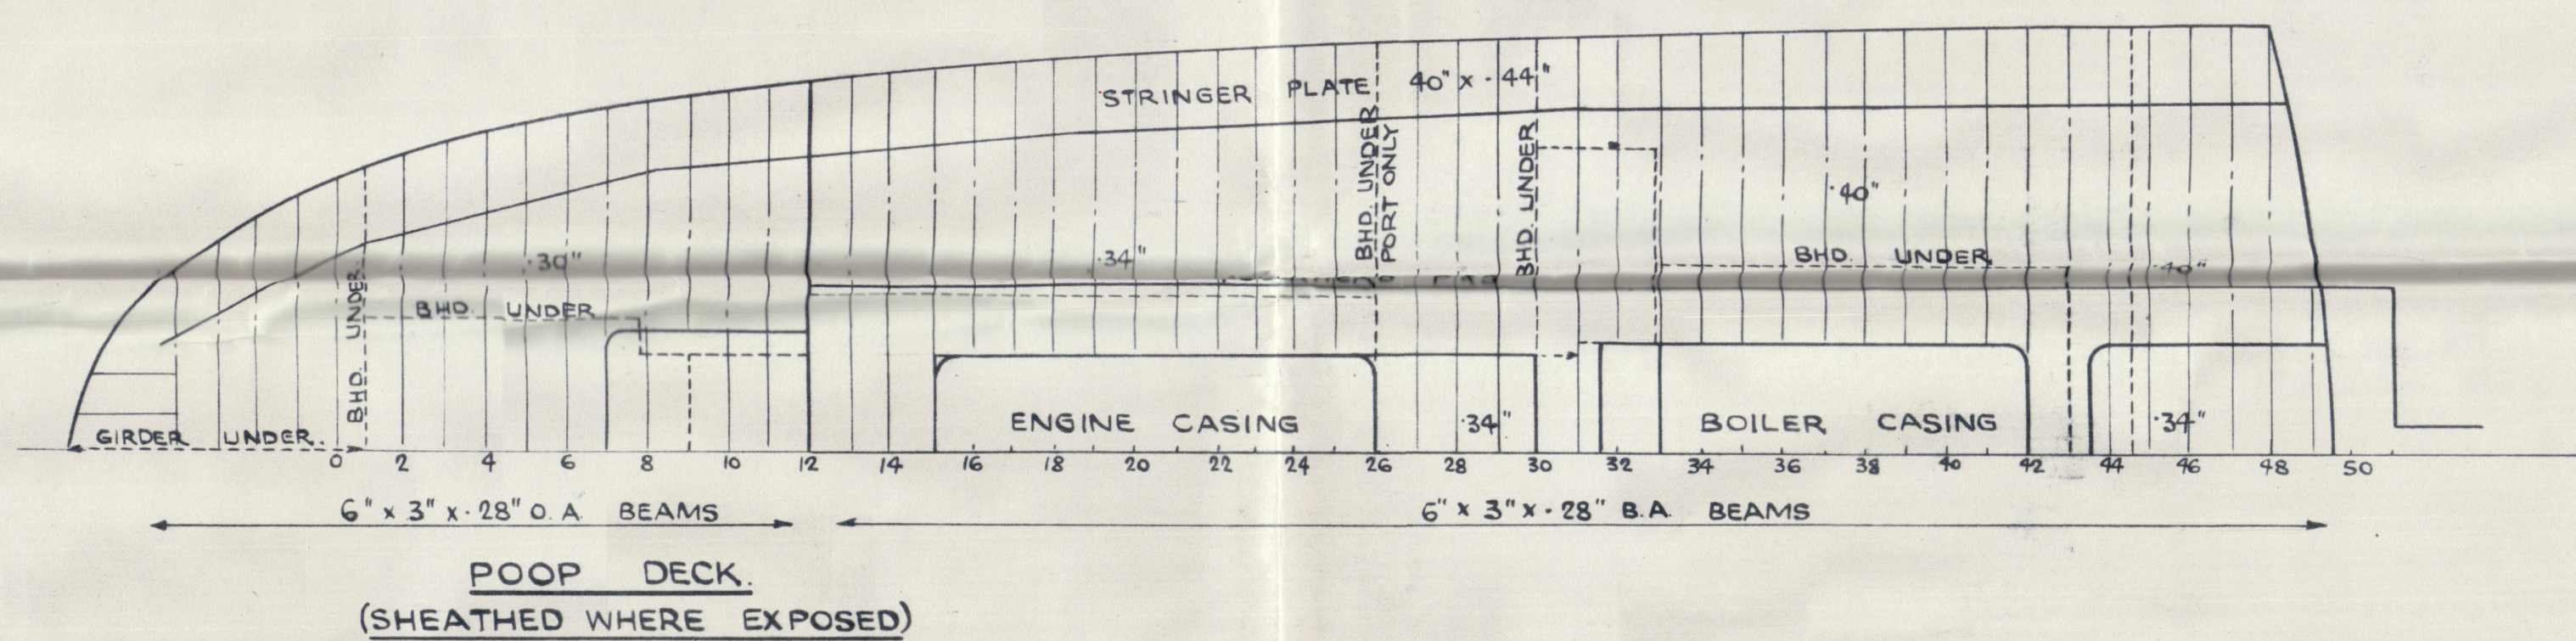 STRINGER PLATE 40" x .44"
BHD. UNDER
PORT ONLY
BHD. UNDER
.40"
.30"
.34"
BHD. UNDER
.40"
BHD. UNDER
BHD. UNDER
ENGINE CASING
.34"
BOILER CASING
.34"
GIRDER UNDER.
0 2 4 6 8 10 12 14 16 18 20 22 24 26 28 30 32 34 36 38 40 42 44 46 48 50
6" x 3" x .28" O.A. BEAMS
6" x 3" x .28" B.A. BEAMS
POOP DECK.
(SHEATHED WHERE EXPOSED)